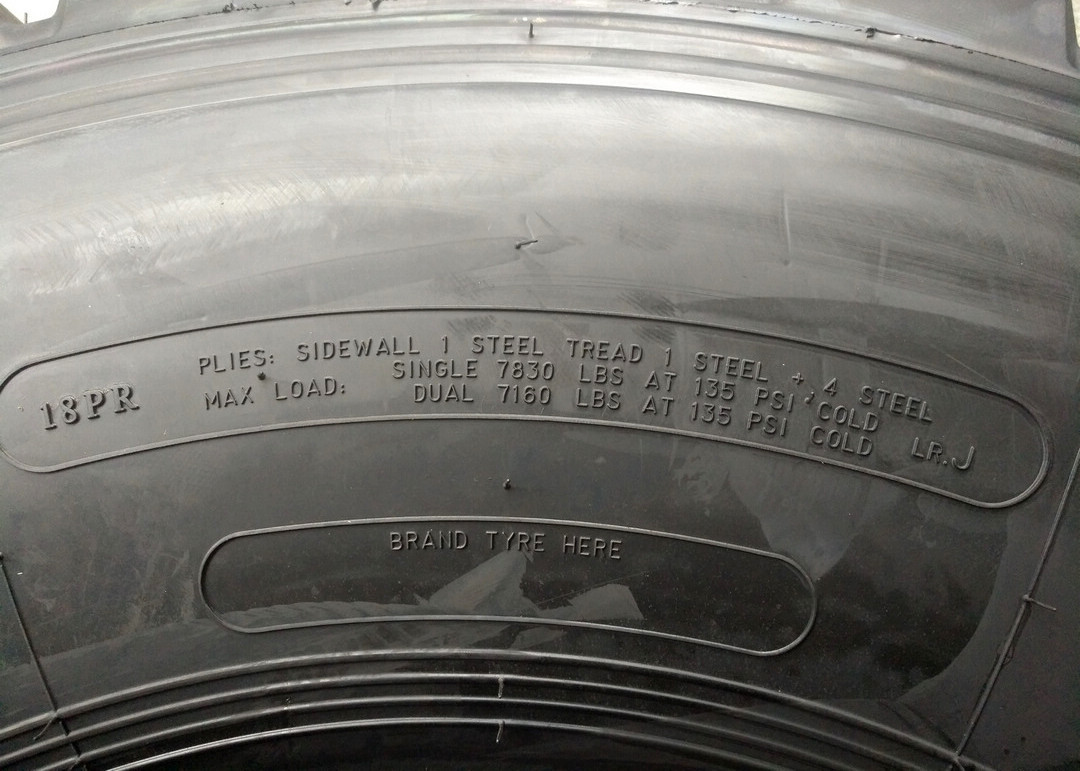 18PR
PLIES: SIDEWALL 1 STEEL TREAD 1 STEEL + 4 STEEL
MAX LOAD: SINGLE 7830 LBS AT 135 PSI COLD
DUAL 7160 LBS AT 135 PSI COLD LR.J
BRAND TYRE HERE